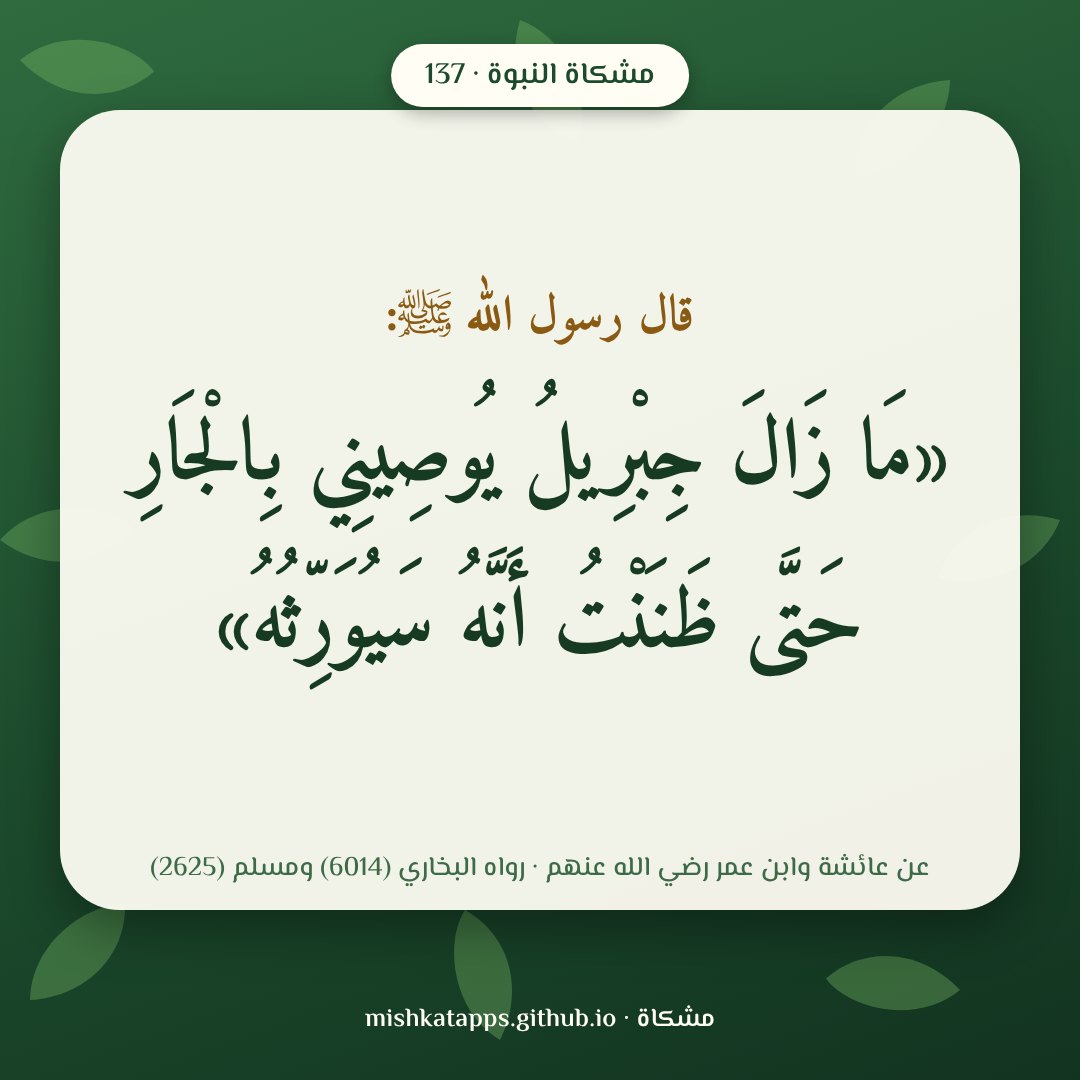 مشكاة النبوة · 137
قال رسول الله ﷺ:
«مَا زَالَ جِبْرِيلُ يُوصِينِي بِالْجَارِ
حَتَّى ظَنَنْتُ أَنَّهُ سَيُوَرِّثُهُ»
عن عائشة وابن عمر رضي الله عنهم · رواه البخاري (6014) ومسلم (2625)
مشكاة · mishkatapps.github.io